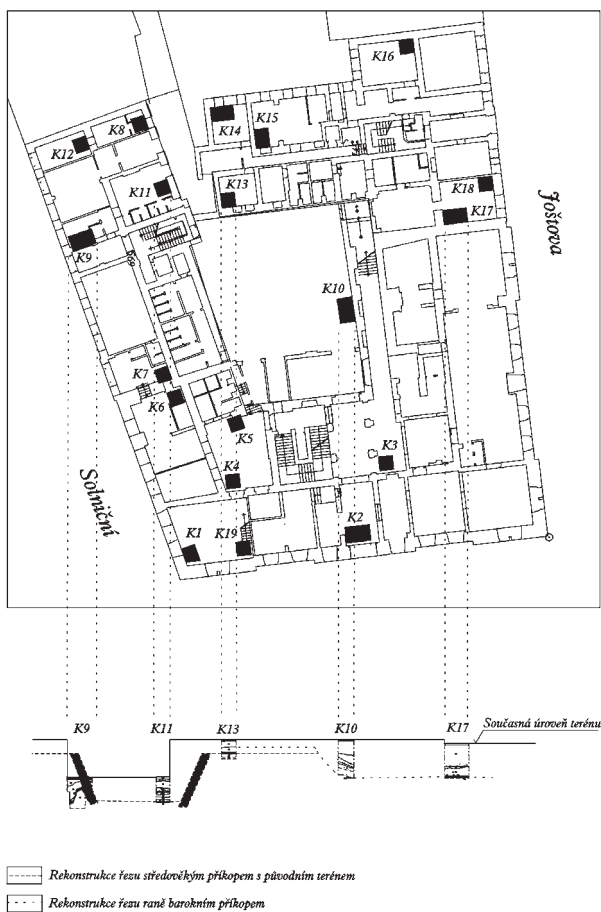 K16
K8
K14
K15
K12
K11
K13
K18
K17
K9
Joštova
K10
K7
K6
K5
K3
K4
Solniční
K1
K19
K2
K9 K11 K13 K10 K17 Současná úroveň terénu
Rekonstrukce řezu středověkým příkopem s původním terénem
Rekonstrukce řezu raně barokním příkopem